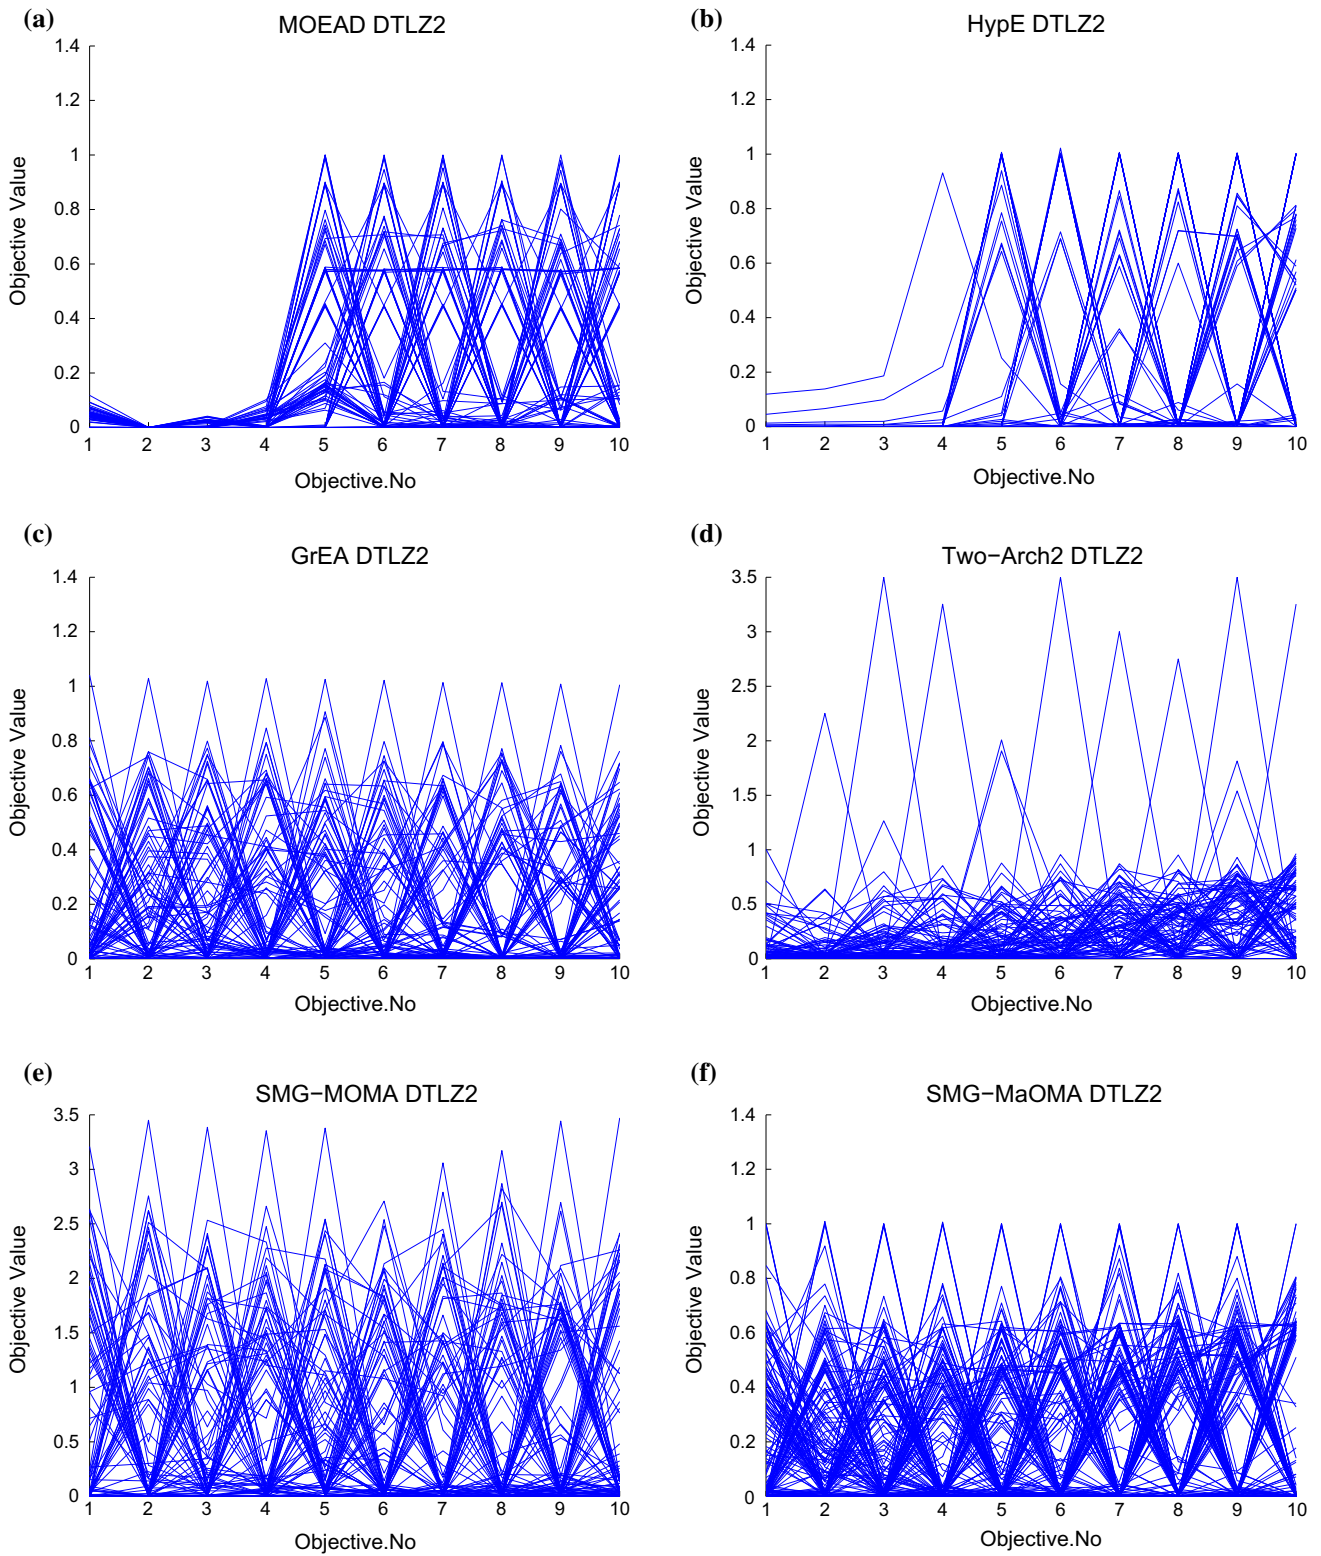 (a)
MOEAD DTLZ2
1.4
1.2
1
0.8
0.6
0.4
0.2
0
Objective Value
1 2 3 4 5 6 7 8 9 10
Objective.No
(b)
HypE DTLZ2
1.4
1.2
1
0.8
0.6
0.4
0.2
0
Objective Value
1 2 3 4 5 6 7 8 9 10
Objective.No
(c)
GrEA DTLZ2
1.4
1.2
1
0.8
0.6
0.4
0.2
0
Objective Value
1 2 3 4 5 6 7 8 9 10
Objective.No
(d)
Two−Arch2 DTLZ2
3.5
3
2.5
2
1.5
1
0.5
0
Objective Value
1 2 3 4 5 6 7 8 9 10
Objective.No
(e)
SMG−MOMA DTLZ2
3.5
3
2.5
2
1.5
1
0.5
0
Objective Value
1 2 3 4 5 6 7 8 9 10
Objective.No
(f)
SMG−MaOMA DTLZ2
1.4
1.2
1
0.8
0.6
0.4
0.2
0
Objective Value
1 2 3 4 5 6 7 8 9 10
Objective.No